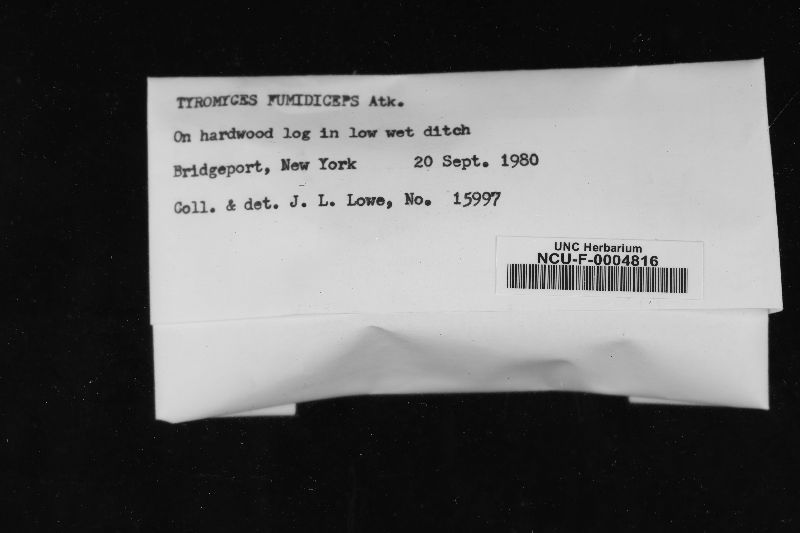 TYROMYCES FUMIDICEPS Atk.
On hardwood log in low wet ditch
Bridgeport, New York 20 Sept. 1980
Coll. & det. J. L. Lowe, No. 15997
UNC Herbarium
NCU-F-0004816